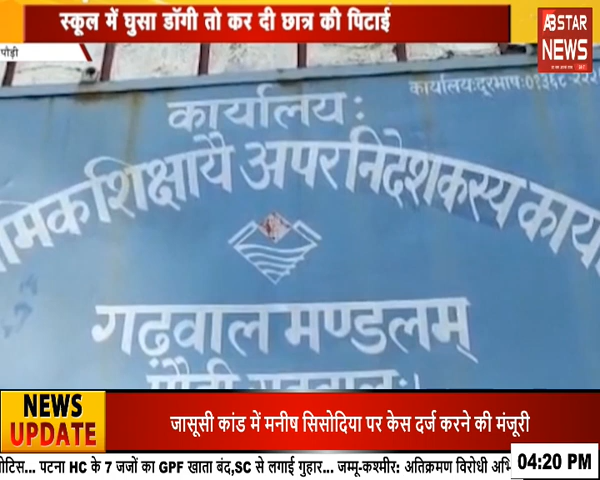 स्कूल में घुसा डॉगी तो कर दी छात्र की पिटाई
पौड़ी
ABSTAR
NEWS
कार्यालयः
शिक्षायै अपरनिदेशकस्य
गढ़वाल मण्डलम्
पौड़ी
NEWS
UPDATE
जासूसी कांड में मनीष सिसोदिया पर केस दर्ज करने की मंजूरी
पटना HC के 7 जजों का GPF खाता बंद,SC से लगाई गुहार... जम्मू-कश्मीर: अतिक्रमण विरोधी
04:20 PM